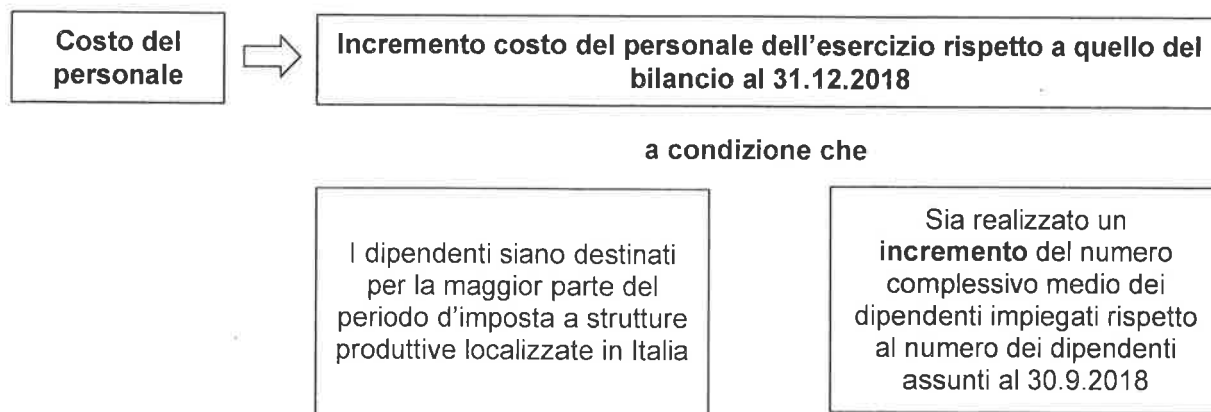 Costo del
personale
Incremento costo del personale dell'esercizio rispetto a quello del
bilancio al 31.12.2018
a condizione che
I dipendenti siano destinati
per la maggior parte del
periodo d'imposta a strutture
produttive localizzate in Italia
Sia realizzato un
incremento del numero
complessivo medio dei
dipendenti impiegati rispetto
al numero dei dipendenti
assunti al 30.9.2018